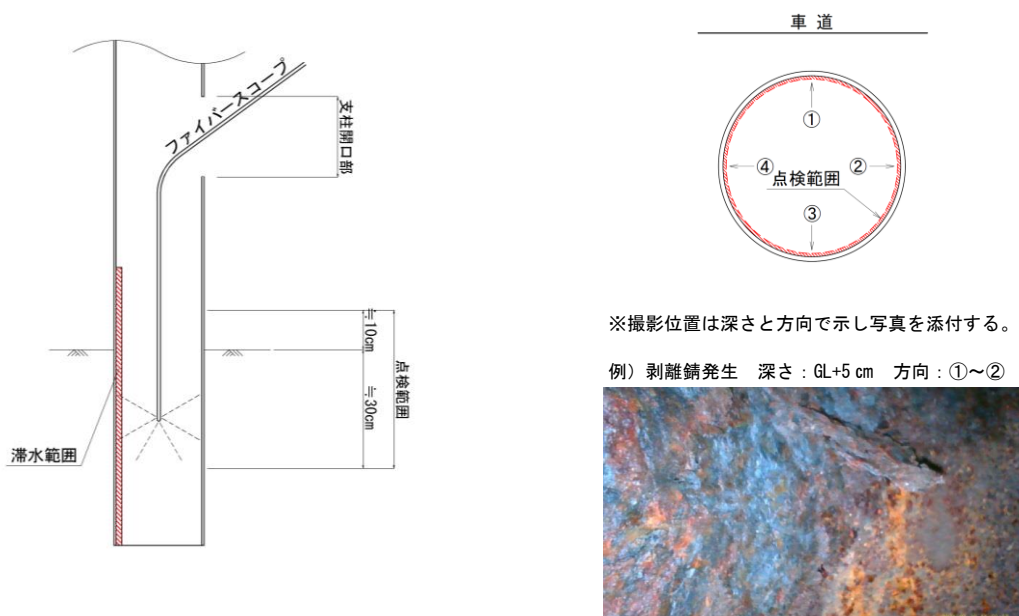 ファイバースコープ
支柱開口部
≒10cm
≒30cm
点検範囲
滞水範囲
車 道
①
④
②
点検範囲
③
※撮影位置は深さと方向で示し写真を添付する。
例）剥離錆発生 深さ：GL+5 cm 方向：①～②